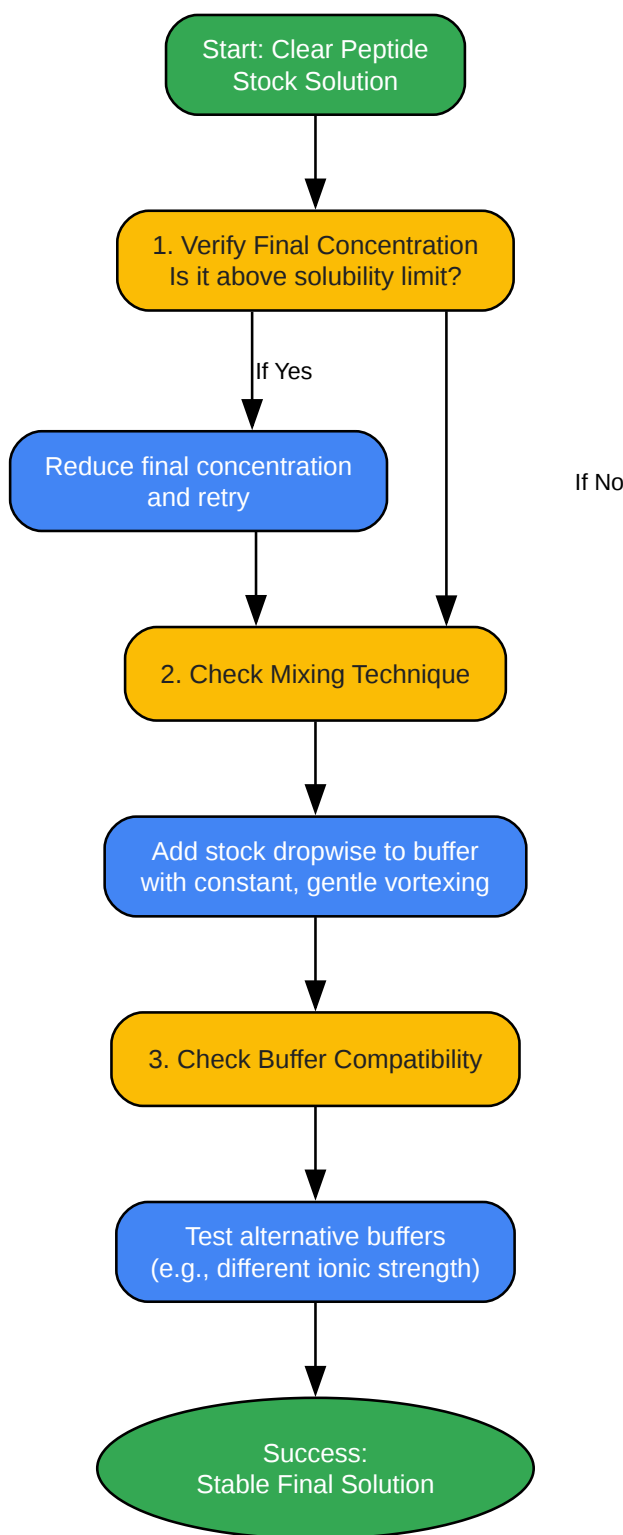 Start: Clear Peptide
Stock Solution
1. Verify Final Concentration
Is it above solubility limit?
If Yes
Reduce final concentration
and retry
If No
2. Check Mixing Technique
Add stock dropwise to buffer
with constant, gentle vortexing
3. Check Buffer Compatibility
Test alternative buffers
(e.g., different ionic strength)
Success:
Stable Final Solution